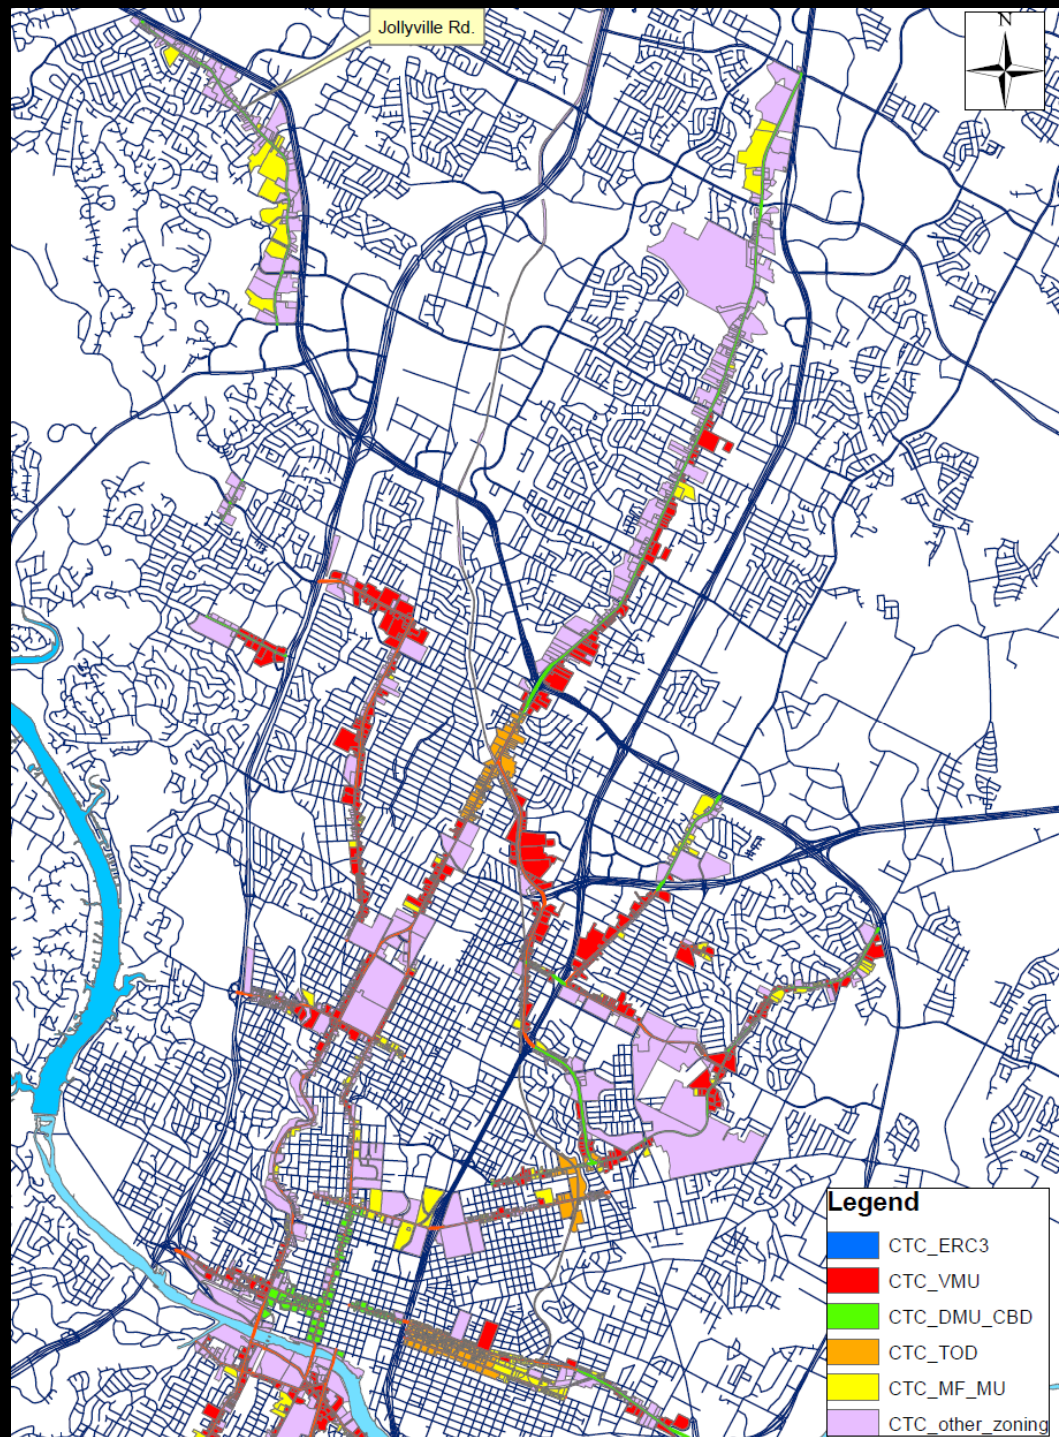 Jollyville Rd.
N
Legend
CTC_ERC3
CTC_VMU
CTC_DMU_CBD
CTC_TOD
CTC_MF_MU
CTC_other_zoning